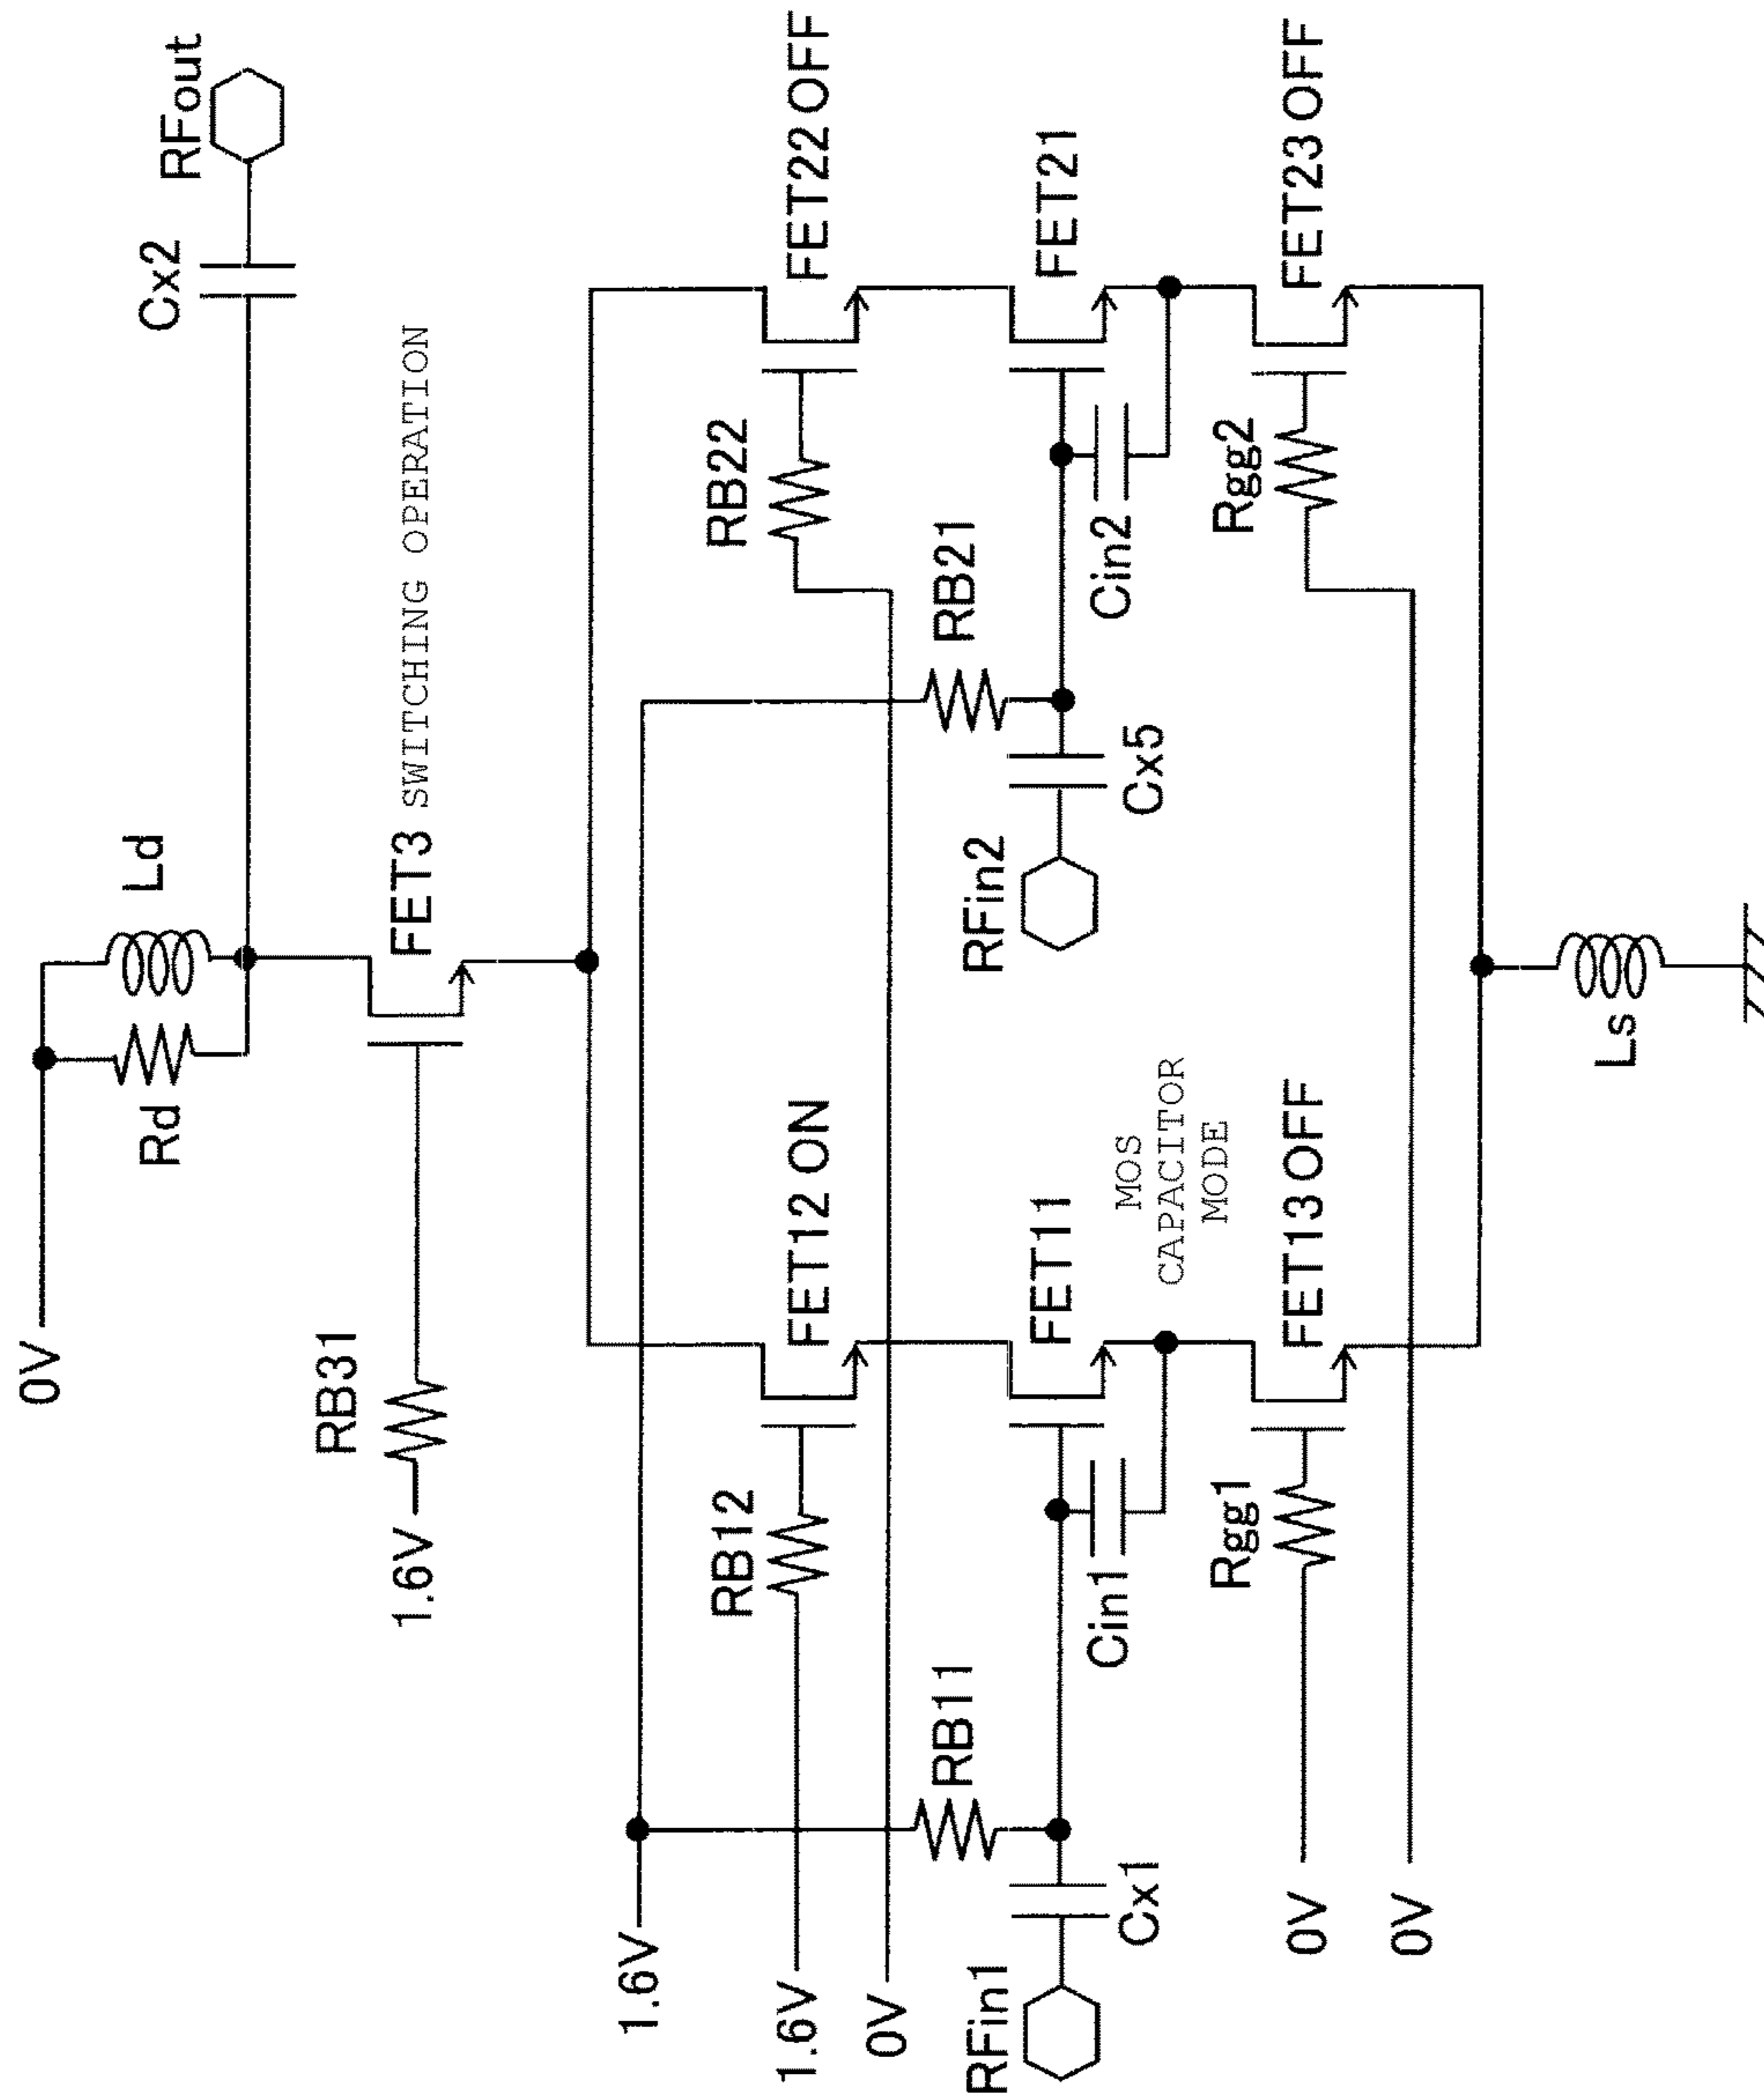 0V
Rd
Ld
Cx2
RFout
1.6V
RB31
FET3 SWITCHING OPERATION
1.6V
1.6V
RB12
FET12 ON
RB22
FET22 OFF
0V
RB11
RB21
RFin1
Cx1
Cin1
FET11
MOS
CAPACITOR
MODE
RFin2
Cx5
Cin2
FET21
Rgg1
FET13 OFF
Rgg2
FET23 OFF
0V
0V
Ls